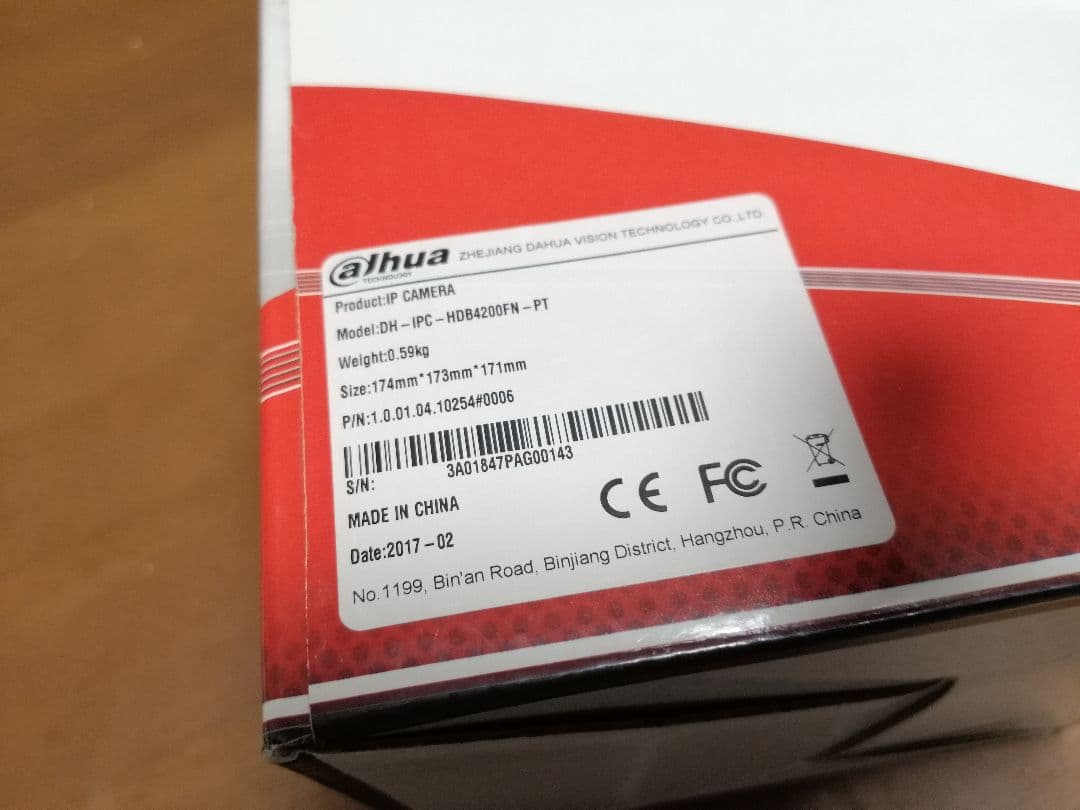 alhua TECHNOLOGY ZHEJIANG DAHUA VISION TECHNOLOGY CO.,LTD.
Product:IP CAMERA
Model:DH-IPC-HDB4200FN-PT
Weight:0.59kg
Size:174mm*173mm*171mm
P/N:1.0.01.04.10254#0006
3A01847PAG00143
S/N:
MADE IN CHINA
CE FC
Date:2017-02
No.1199, Bin'an Road, Binjiang District, Hangzhou, P.R. China